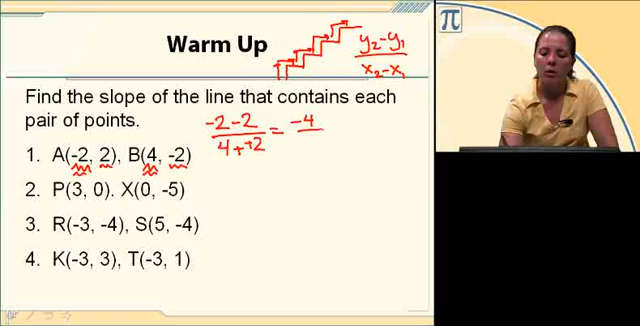 Warm Up
y₂-y₁
x₂-x₁
π
Find the slope of the line that contains each
pair of points.
-2-2 = -4
4++2
1. A(-2, 2), B(4, -2)
2. P(3, 0). X(0, -5)
3. R(-3, -4), S(5, -4)
4. K(-3, 3), T(-3, 1)